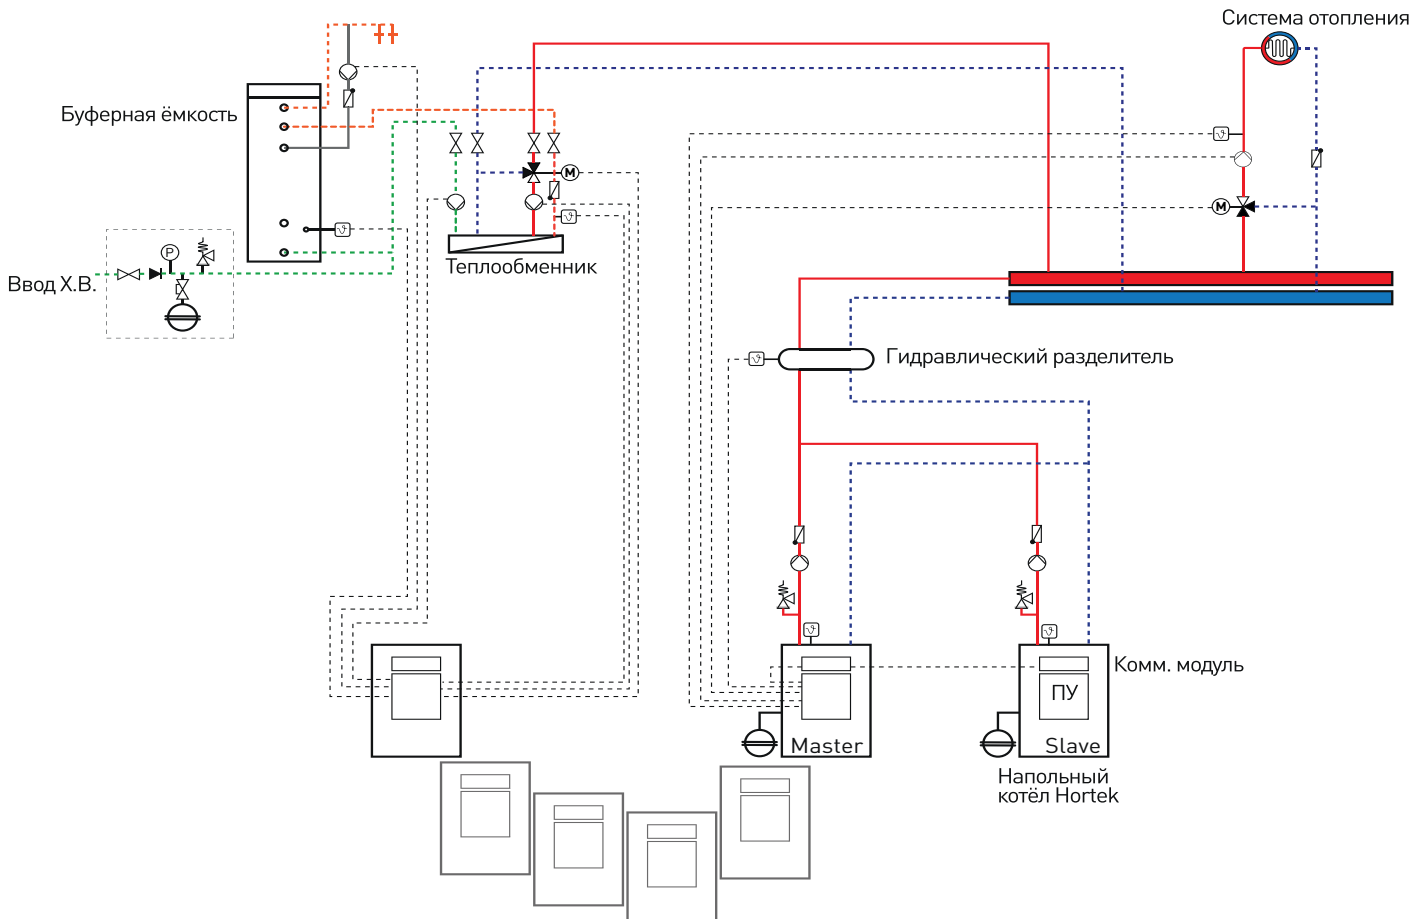 Система отопления
Буферная ёмкость
M
ϑ
P
M
ϑ
ϑ
ϑ
Теплообменник
Ввод Х.В.
ϑ
Гидравлический разделитель
ϑ
ϑ
Комм. модуль
ПУ
Master
Slave
Напольный
котёл Hortek